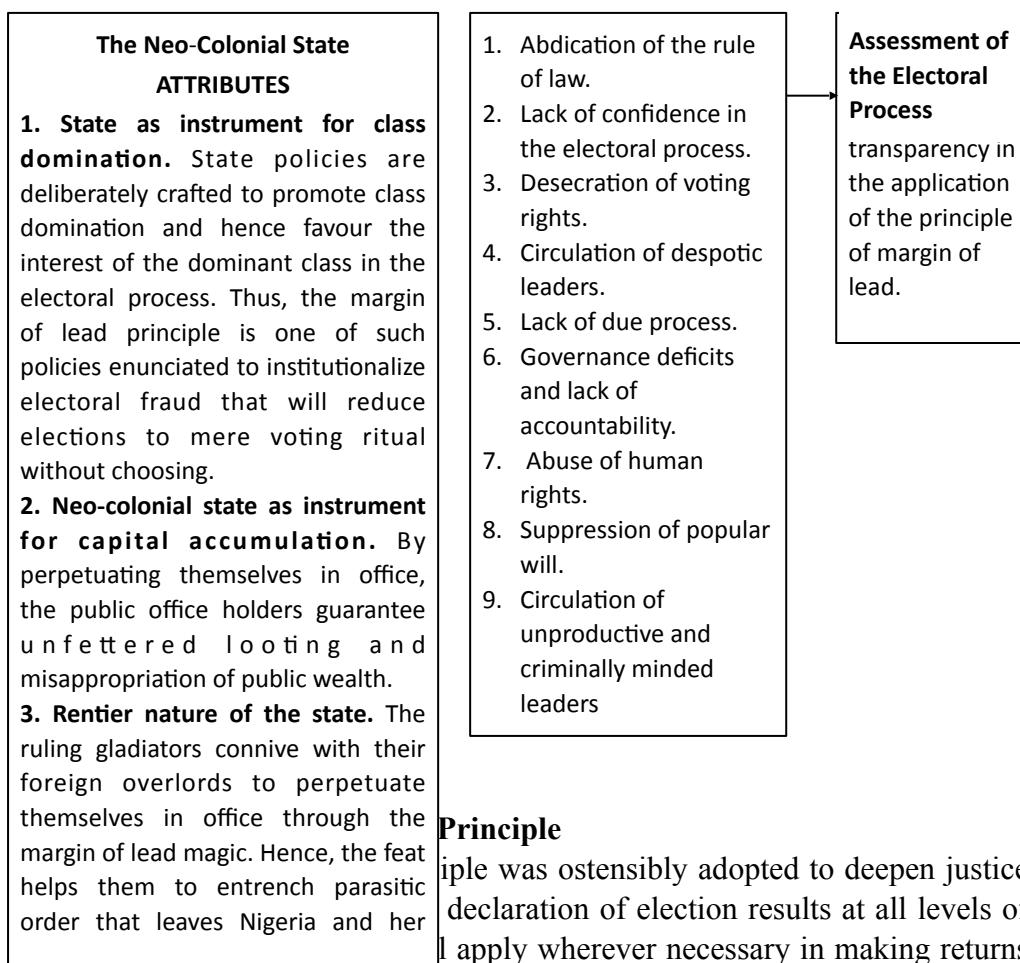 The Neo-Colonial State
ATTRIBUTES
1. State as instrument for class
domination. State policies are
deliberately crafted to promote class
domination and hence favour the
interest of the dominant class in the
electoral process. Thus, the margin
of lead principle is one of such
policies enunciated to institutionalize
electoral fraud that will reduce
elections to mere voting ritual
without choosing.
2. Neo-colonial state as instrument
for capital accumulation. By
perpetuating themselves in office,
the public office holders guarantee
unfettered looting and
misappropriation of public wealth.
3. Rentier nature of the state. The
ruling gladiators connive with their
foreign overlords to perpetuate
themselves in office through the
margin of lead magic. Hence, the feat
helps them to entrench parasitic
order that leaves Nigeria and her
1. Abdication of the rule
of law.
2. Lack of confidence in
the electoral process.
3. Desecration of voting
rights.
4. Circulation of despotic
leaders.
5. Lack of due process.
6. Governance deficits
and lack of
accountability.
7. Abuse of human
rights.
8. Suppression of popular
will.
9. Circulation of
unproductive and
criminally minded
leaders
Assessment of
the Electoral
Process
transparency in
the application
of the principle
of margin of
lead.
Principle
iple was ostensibly adopted to deepen justice
declaration of election results at all levels of
l apply wherever necessary in making returns